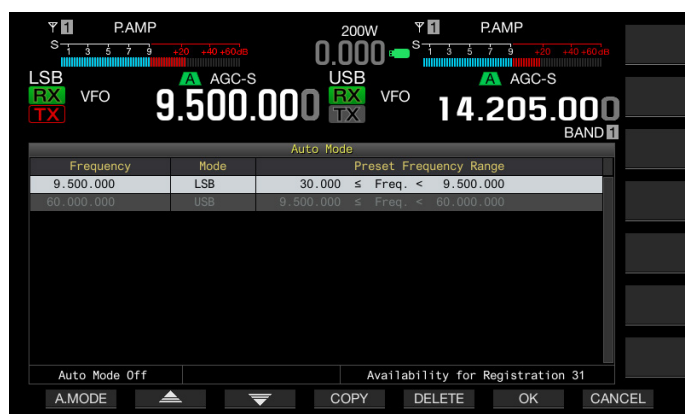 1 P.AMP 200W 1 P.AMP
S 1 3 5 7 9 +20 +40 +60dB 0.000 S 1 3 5 7 9 +20 +40 +60dB
LSB A AGC-S USB A AGC-S
RX VFO 9.500.000 RX VFO 14.205.000
TX TX
BAND 1
Auto Mode
Frequency Mode Preset Frequency Range
9.500.000 LSB 30.000 ≤ Freq. < 9.500.000
60.000.000 USB 9.500.000 ≤ Freq. < 60.000.000
Auto Mode Off Availability for Registration 31
A.MODE COPY DELETE OK CANCEL